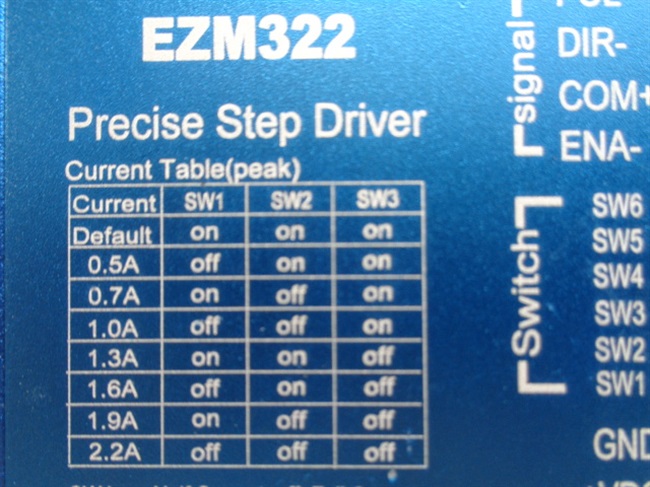 EZM322
Precise Step Driver
Current Table(peak)
Current SW1 SW2 SW3
Default on on on
0.5A off on on
0.7A on off on
1.0A off off on
1.3A on on off
1.6A off on off
1.9A on off off
2.2A off off off
signal
DIR-
COM+
ENA-
Switch
SW6
SW5
SW4
SW3
SW2
SW1
GND